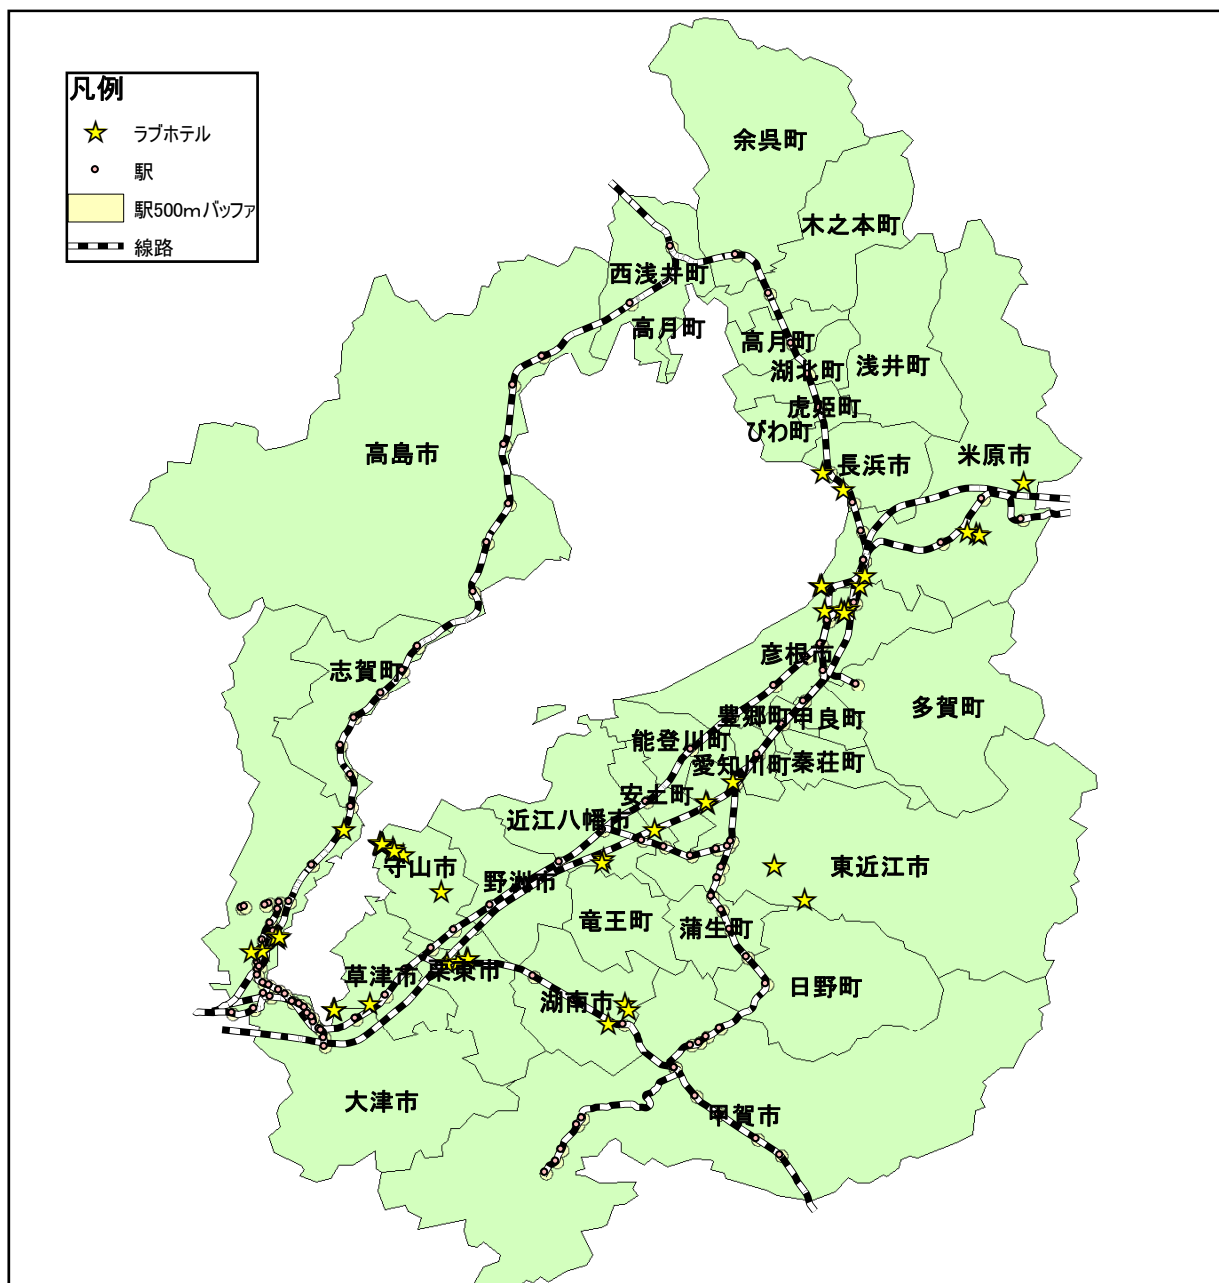 凡例
ラブホテル
駅
駅500mバッファ
線路
余呉町
木之本町
西浅井町
高月町
高月町
湖北町
浅井町
虎姫町
びわ町
高島市
長浜市
米原市
志賀町
彦根市
多賀町
豊郷町
甲良町
能登川町
愛知川町
秦荘町
安土町
近江八幡市
守山市
野洲市
東近江市
竜王町
蒲生町
草津市
栗東市
湖南市
日野町
大津市
甲賀市